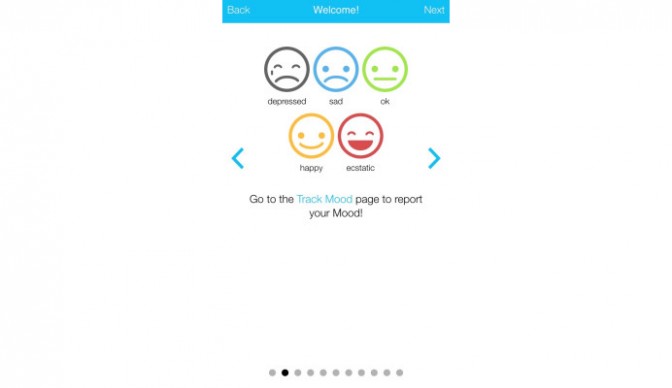 Back Welcome! Next
depressed sad ok
happy ecstatic
Go to the Track Mood page to report
your Mood!